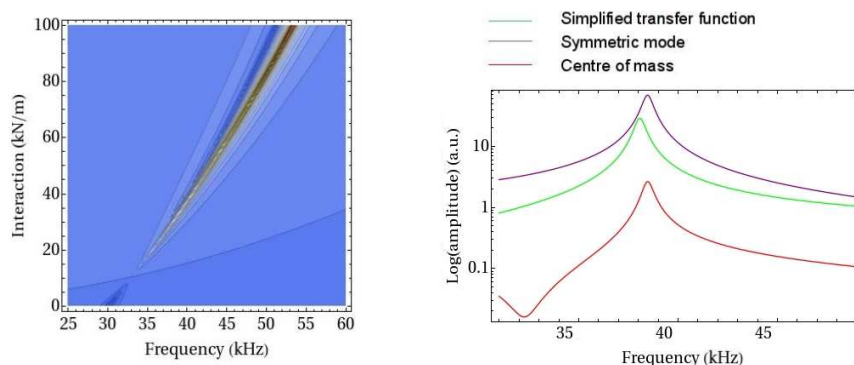 100
80
60
40
20
0
Interaction (kN/m)
25 30 35 40 45 50 55 60
Frequency (kHz)
Simplified transfer function
Symmetric mode
Centre of mass
Log(amplitude) (a.u.)
10
1
0.1
35 39 45
Frequency (kHz)